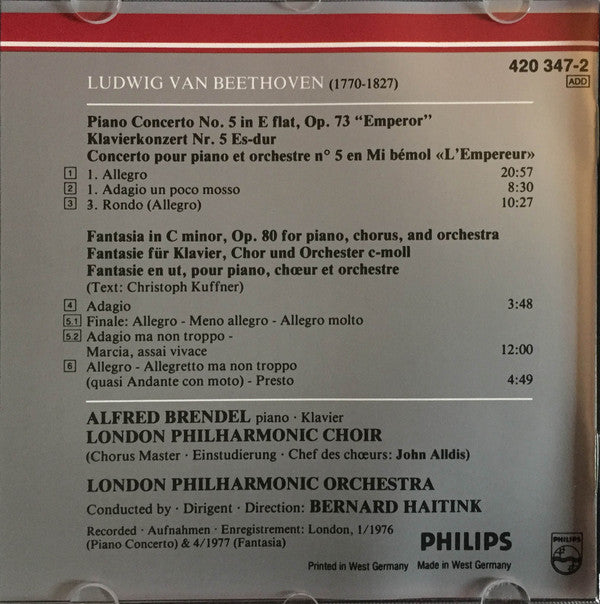 420 347-2
ADD
LUDWIG VAN BEETHOVEN (1770-1827)
Piano Concerto No. 5 in E flat, Op. 73 "Emperor"
Klavierkonzert Nr. 5 Es-dur
Concerto pour piano et orchestre n° 5 en Mi bémol «L'Empereur»
1 1. Allegro 20:57
2 1. Adagio un poco mosso 8:30
3 3. Rondo (Allegro) 10:27
Fantasia in C minor, Op. 80 for piano, chorus, and orchestra
Fantasie für Klavier, Chor und Orchester c-moll
Fantasie en ut, pour piano, chœur et orchestre
(Text: Christoph Kuffner)
4 Adagio 3:48
5.1 Finale: Allegro - Meno allegro - Allegro molto
5.2 Adagio ma non troppo -
Marcia, assai vivace 12:00
6 Allegro - Allegretto ma non troppo
(quasi Andante con moto) - Presto 4:49
ALFRED BRENDEL piano · Klavier
LONDON PHILHARMONIC CHOIR
(Chorus Master · Einstudierung · Chef des chœurs: John Alldis)
LONDON PHILHARMONIC ORCHESTRA
Conducted by · Dirigent · Direction: BERNARD HAITINK
Recorded · Aufnahmen · Enregistrement: London, 1/1976
(Piano Concerto) & 4/1977 (Fantasia)
PHILIPS
PHILIPS
Printed in West Germany Made in West Germany